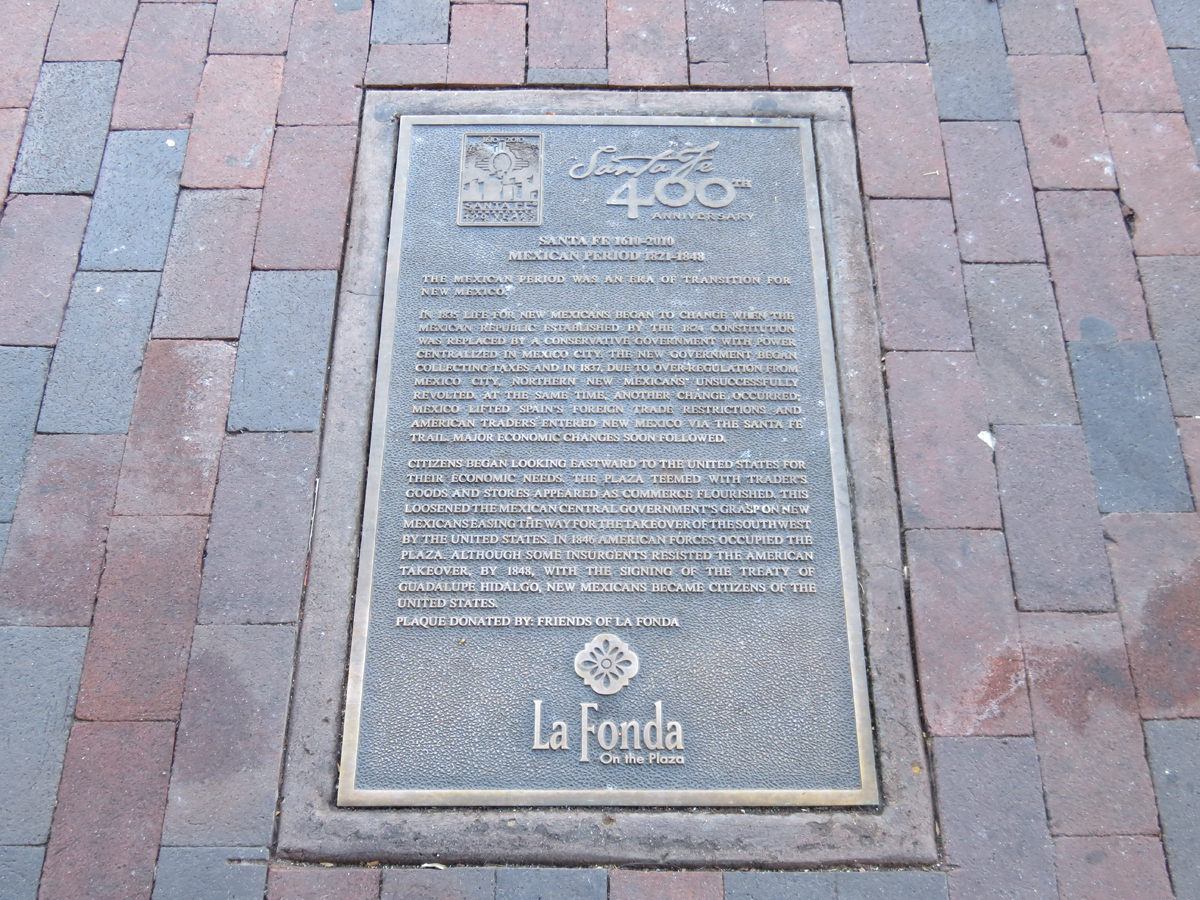 1610-2010
SANTA FE
Santa Fe
400TH
ANNIVERSARY
SANTA FE 1610-2010
MEXICAN PERIOD 1821-1848
THE MEXICAN PERIOD WAS AN ERA OF TRANSITION FOR
NEW MEXICO.
IN 1835 LIFE FOR NEW MEXICANS BEGAN TO CHANGE WHEN THE
MEXICAN REPUBLIC ESTABLISHED BY THE 1824 CONSTITUTION
WAS REPLACED BY A CONSERVATIVE GOVERNMENT WITH POWER
CENTRALIZED IN MEXICO CITY. THE NEW GOVERNMENT BEGAN
COLLECTING TAXES AND IN 1837, DUE TO OVER-REGULATION FROM
MEXICO CITY, NORTHERN NEW MEXICANS UNSUCCESSFULLY
REVOLTED. AT THE SAME TIME, ANOTHER CHANGE OCCURRED;
MEXICO LIFTED SPAIN'S FOREIGN TRADE RESTRICTIONS AND
AMERICAN TRADERS ENTERED NEW MEXICO VIA THE SANTA FE
TRAIL. MAJOR ECONOMIC CHANGES SOON FOLLOWED.
CITIZENS BEGAN LOOKING EASTWARD TO THE UNITED STATES FOR
THEIR ECONOMIC NEEDS. THE PLAZA TEEMED WITH TRADER'S
GOODS AND STORES APPEARED AS COMMERCE FLOURISHED. THIS
LOOSENED THE MEXICAN CENTRAL GOVERNMENT'S GRASP ON NEW
MEXICANS EASING THE WAY FOR THE TAKEOVER OF THE SOUTHWEST
BY THE UNITED STATES. IN 1846 AMERICAN FORCES OCCUPIED THE
PLAZA. ALTHOUGH SOME INSURGENTS RESISTED THE AMERICAN
TAKEOVER, BY 1848, WITH THE SIGNING OF THE TREATY OF
GUADALUPE HIDALGO, NEW MEXICANS BECAME CITIZENS OF THE
UNITED STATES.
PLAQUE DONATED BY: FRIENDS OF LA FONDA
La Fonda
On the Plaza